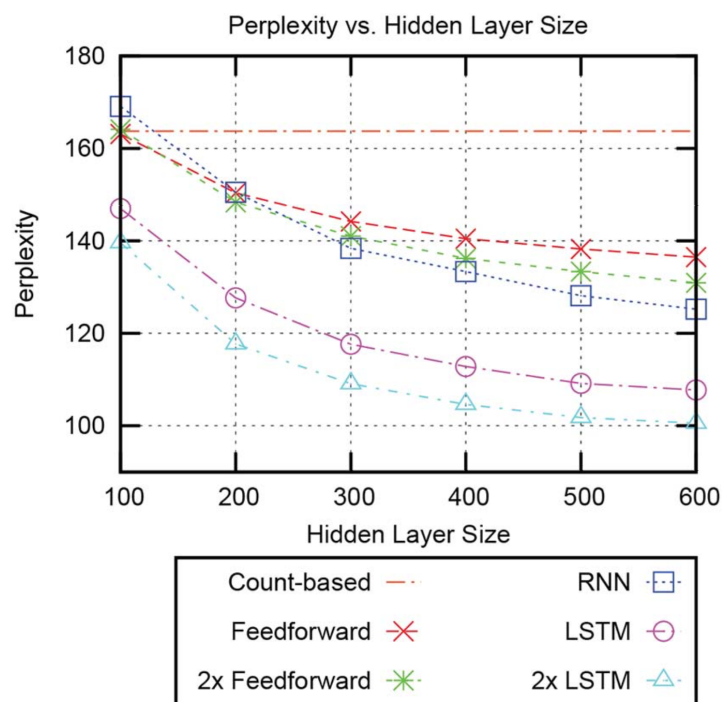 Perplexity vs. Hidden Layer Size
180
160
140
120
100
Perplexity
100 200 300 400 500 600
Hidden Layer Size
Count-based RNN
Feedforward LSTM
2x Feedforward 2x LSTM